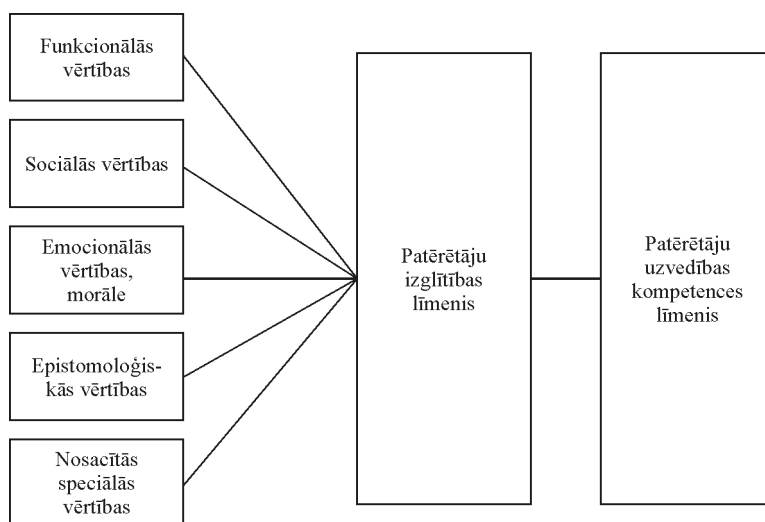 Funkcionālās
vērtības
Sociālās vērtības
Emocionālās
vērtības,
morāle
Epistomoloģis-
kās vērtības
Nosacītās
speciālās
vērtības
Patērētāju
izglītības
līmenis
Patērētāju
uzvedības
kompetences
līmenis